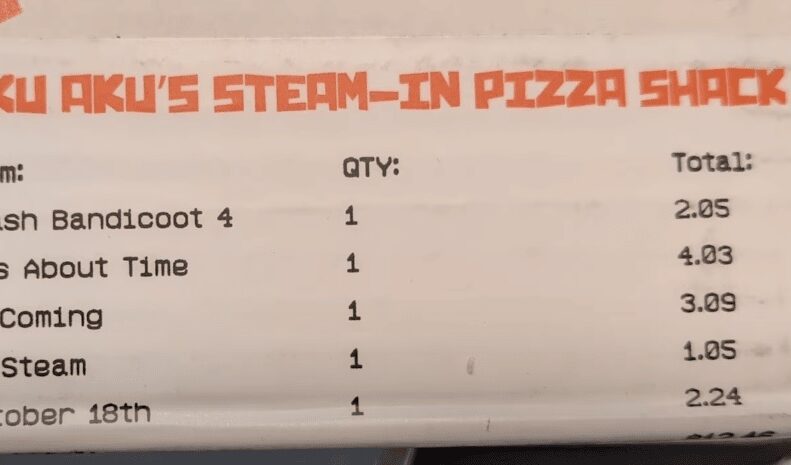 KU AKU'S STEAM-IN PIZZA SHACK
m: QTY: Total:
ash Bandicoot 4 1 2.05
s About Time 1 4.03
Coming 1 3.09
Steam 1 1.05
tober 18th 1 2.24